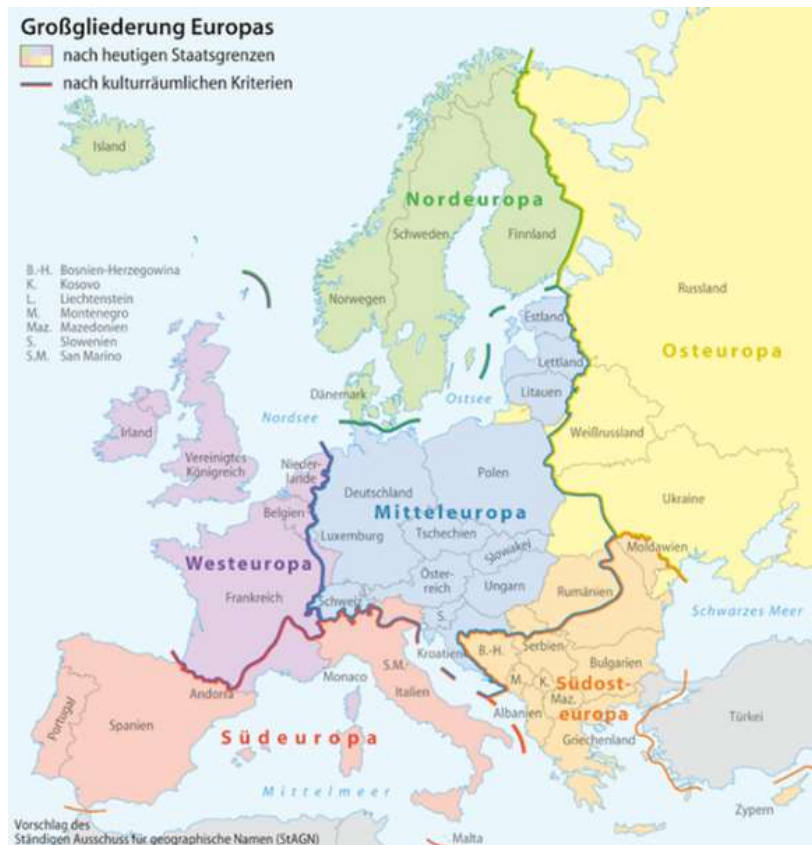 Großgliederung Europas
nach heutigen Staatsgrenzen
nach kulturräumlichen Kriterien
Island
Nordeuropa
Schweden
Finnland
Norwegen
Russland
B.-H. Bosnien-Herzegowina
K. Kosovo
L. Liechtenstein
M. Montenegro
Maz. Mazedonien
S. Slowenien
S.M. San Marino
Estland
Lettland
Osteuropa
Litauen
Dänemark
Ostsee
Nordsee
Irland
Vereinigtes
Königreich
Weißrussland
Nieder-
lande
Polen
Deutschland
Ukraine
Belgien
Mitteleuropa
Luxemburg
Tschechien
Slowakei
Moldawien
Westeuropa
Öster-
reich
Ungarn
Rumänien
Frankreich
Schweiz
S.
Schwarzes Meer
Kroatien
B.-H.
Serbien
Bulgarien
Monaco
S.M.
Andorra
Italien
M.
K.
Maz.
Südost-
europa
Albanien
Portugal
Spanien
Türkei
Südeuropa
Griechenland
Mittelmeer
Zypern
Malta
Vorschlag des
Ständigen Ausschuss für geographische Namen (StAGN)